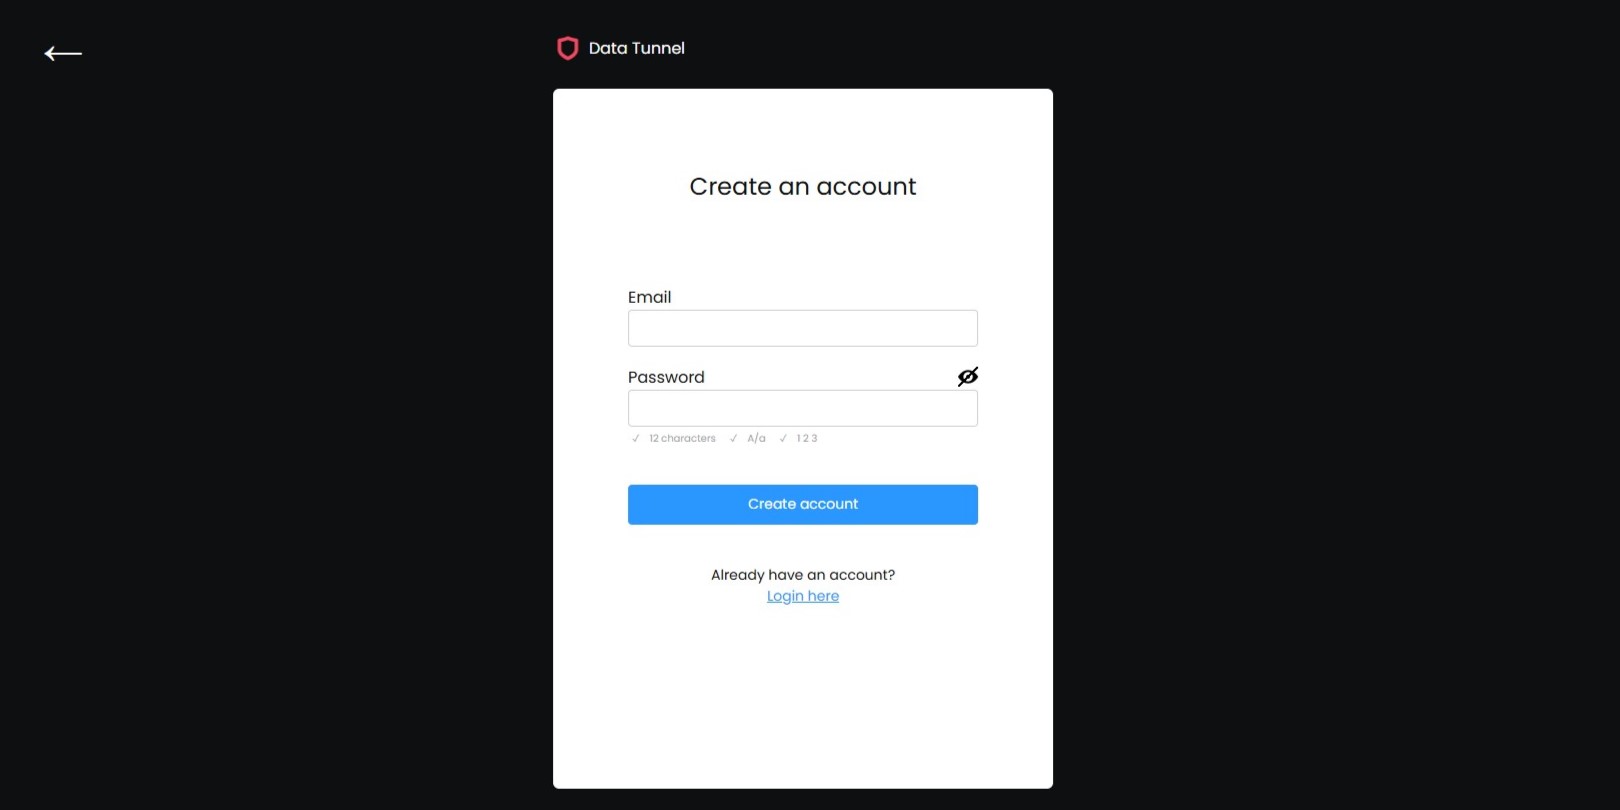 Data Tunnel
Create an account
Email
Password
✓ 12 characters ✓ A/a ✓ 1 2 3
Create account
Already have an account?
Login here